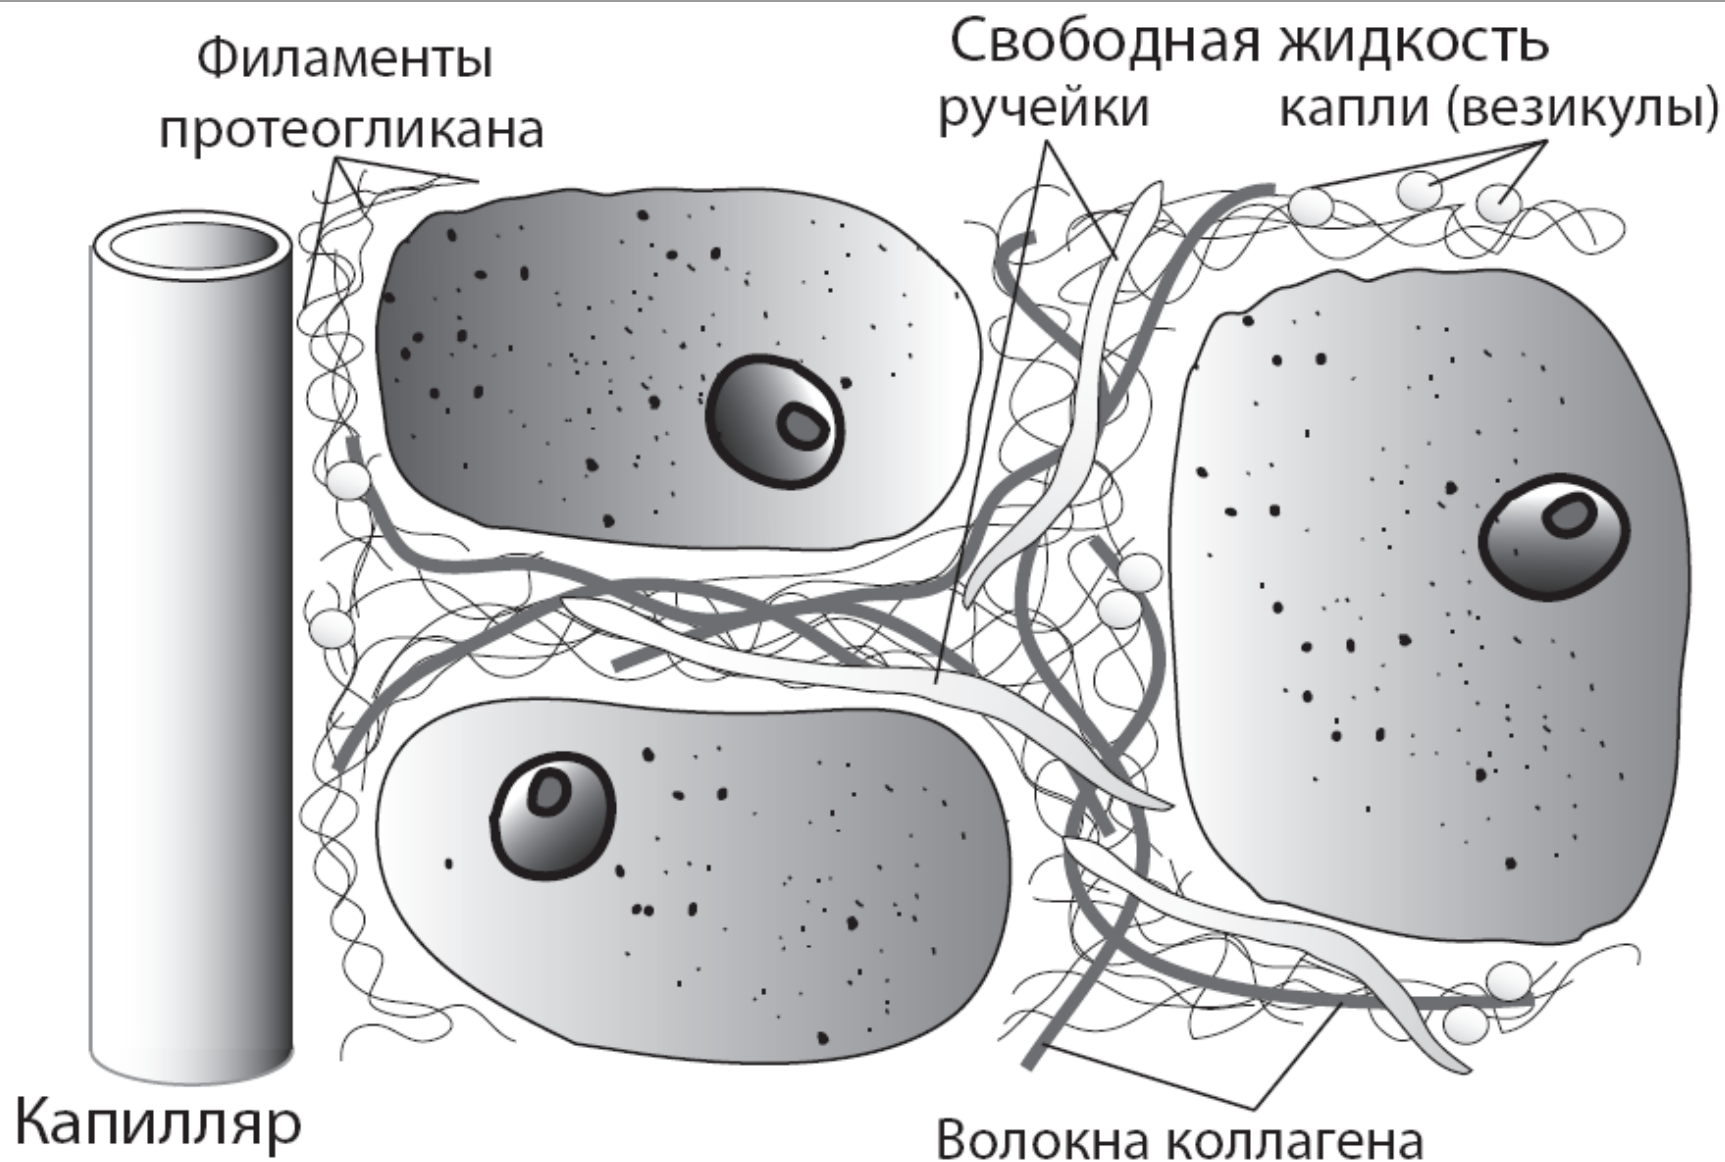 Филаменты
протеогликана
Свободная жидкость
ручейки
капли (везикулы)
Капилляр
Волокна коллагена